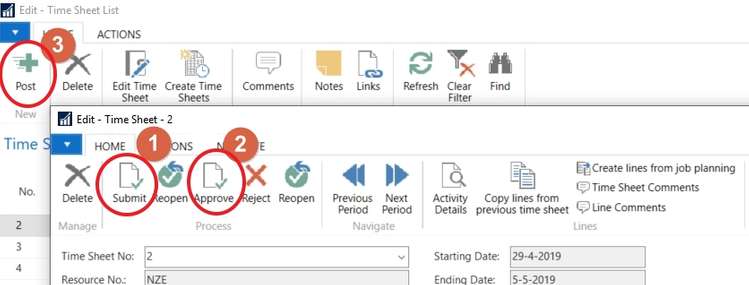 Edit - Time Sheet List
ACTIONS
3
Post
Delete
Edit Time
Sheet
Create Time
Sheets
Comments
Notes
Links
Refresh
Clear
Filter
Find
New
Edit - Time Sheet - 2
Time S
HOME
1
2
No.
Delete
Submit
Reopen
Approve
Reject
Reopen
Previous
Period
Next
Period
Activity
Details
Copy lines from
previous time sheet
Create lines from job planning
Time Sheet Comments
Line Comments
Manage
Process
Navigate
Lines
2
3
4
Time Sheet No:
2
Starting Date:
29-4-2019
Resource No.:
NZE
Ending Date:
5-5-2019